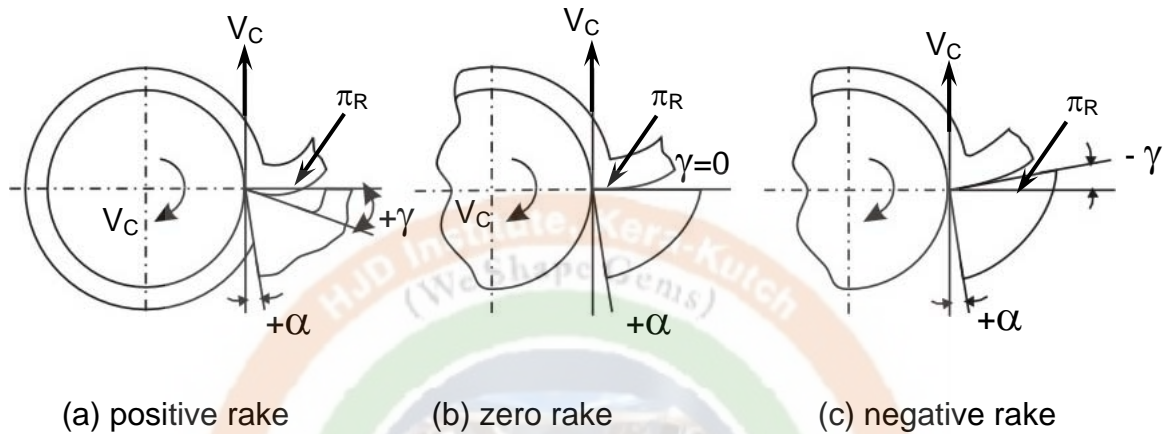 V_C V_C V_C
π_R π_R π_R
γ=0 - γ
V_C V_C V_C
+γ
HJD Institute, Kera-Kutch
(We Shape Gems)
+α +α +α
(a) positive rake (b) zero rake (c) negative rake